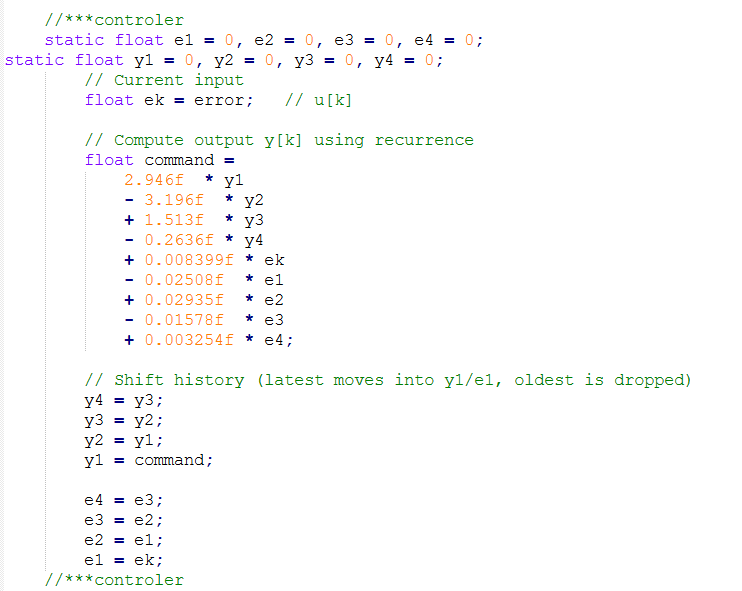 //***controler
static float e1 = 0, e2 = 0, e3 = 0, e4 = 0;
static float y1 = 0, y2 = 0, y3 = 0, y4 = 0;
// Current input
float ek = error;   // u[k]
// Compute output y[k] using recurrence
float command =
2.946f  * y1
- 3.196f  * y2
+ 1.513f  * y3
- 0.2636f * y4
+ 0.008399f * ek
- 0.02508f  * e1
+ 0.02935f  * e2
- 0.01578f  * e3
+ 0.003254f * e4;
// Shift history (latest moves into y1/e1, oldest is dropped)
y4 = y3;
y3 = y2;
y2 = y1;
y1 = command;
e4 = e3;
e3 = e2;
e2 = e1;
e1 = ek;
//***controler